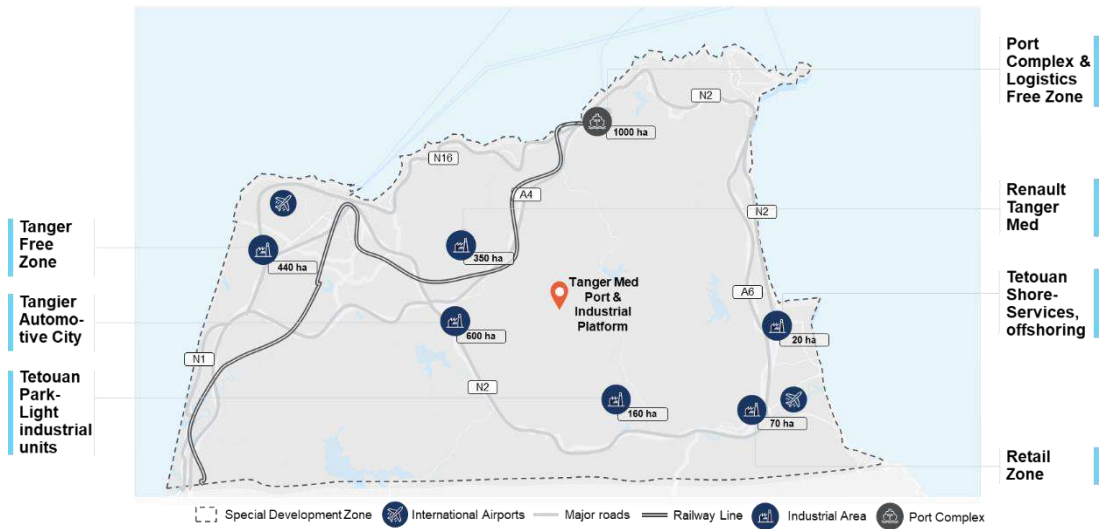 Port
Complex &
Logistics
Free Zone
N2
1000 ha
N16
A4
Renault
Tanger
Med
N2
Tanger
Free
Zone
350 ha
440 ha
Tanger Med
Port &
Industrial
Platform
Tetouan
Shore-
Services,
offshoring
A6
Tangier
Automo-
tive City
600 ha
20 ha
N1
N2
Tetouan
Park-
Light
industrial
units
160 ha
70 ha
Retail
Zone
Special Development Zone
International Airports
Major roads
Railway Line
Industrial Area
Port Complex